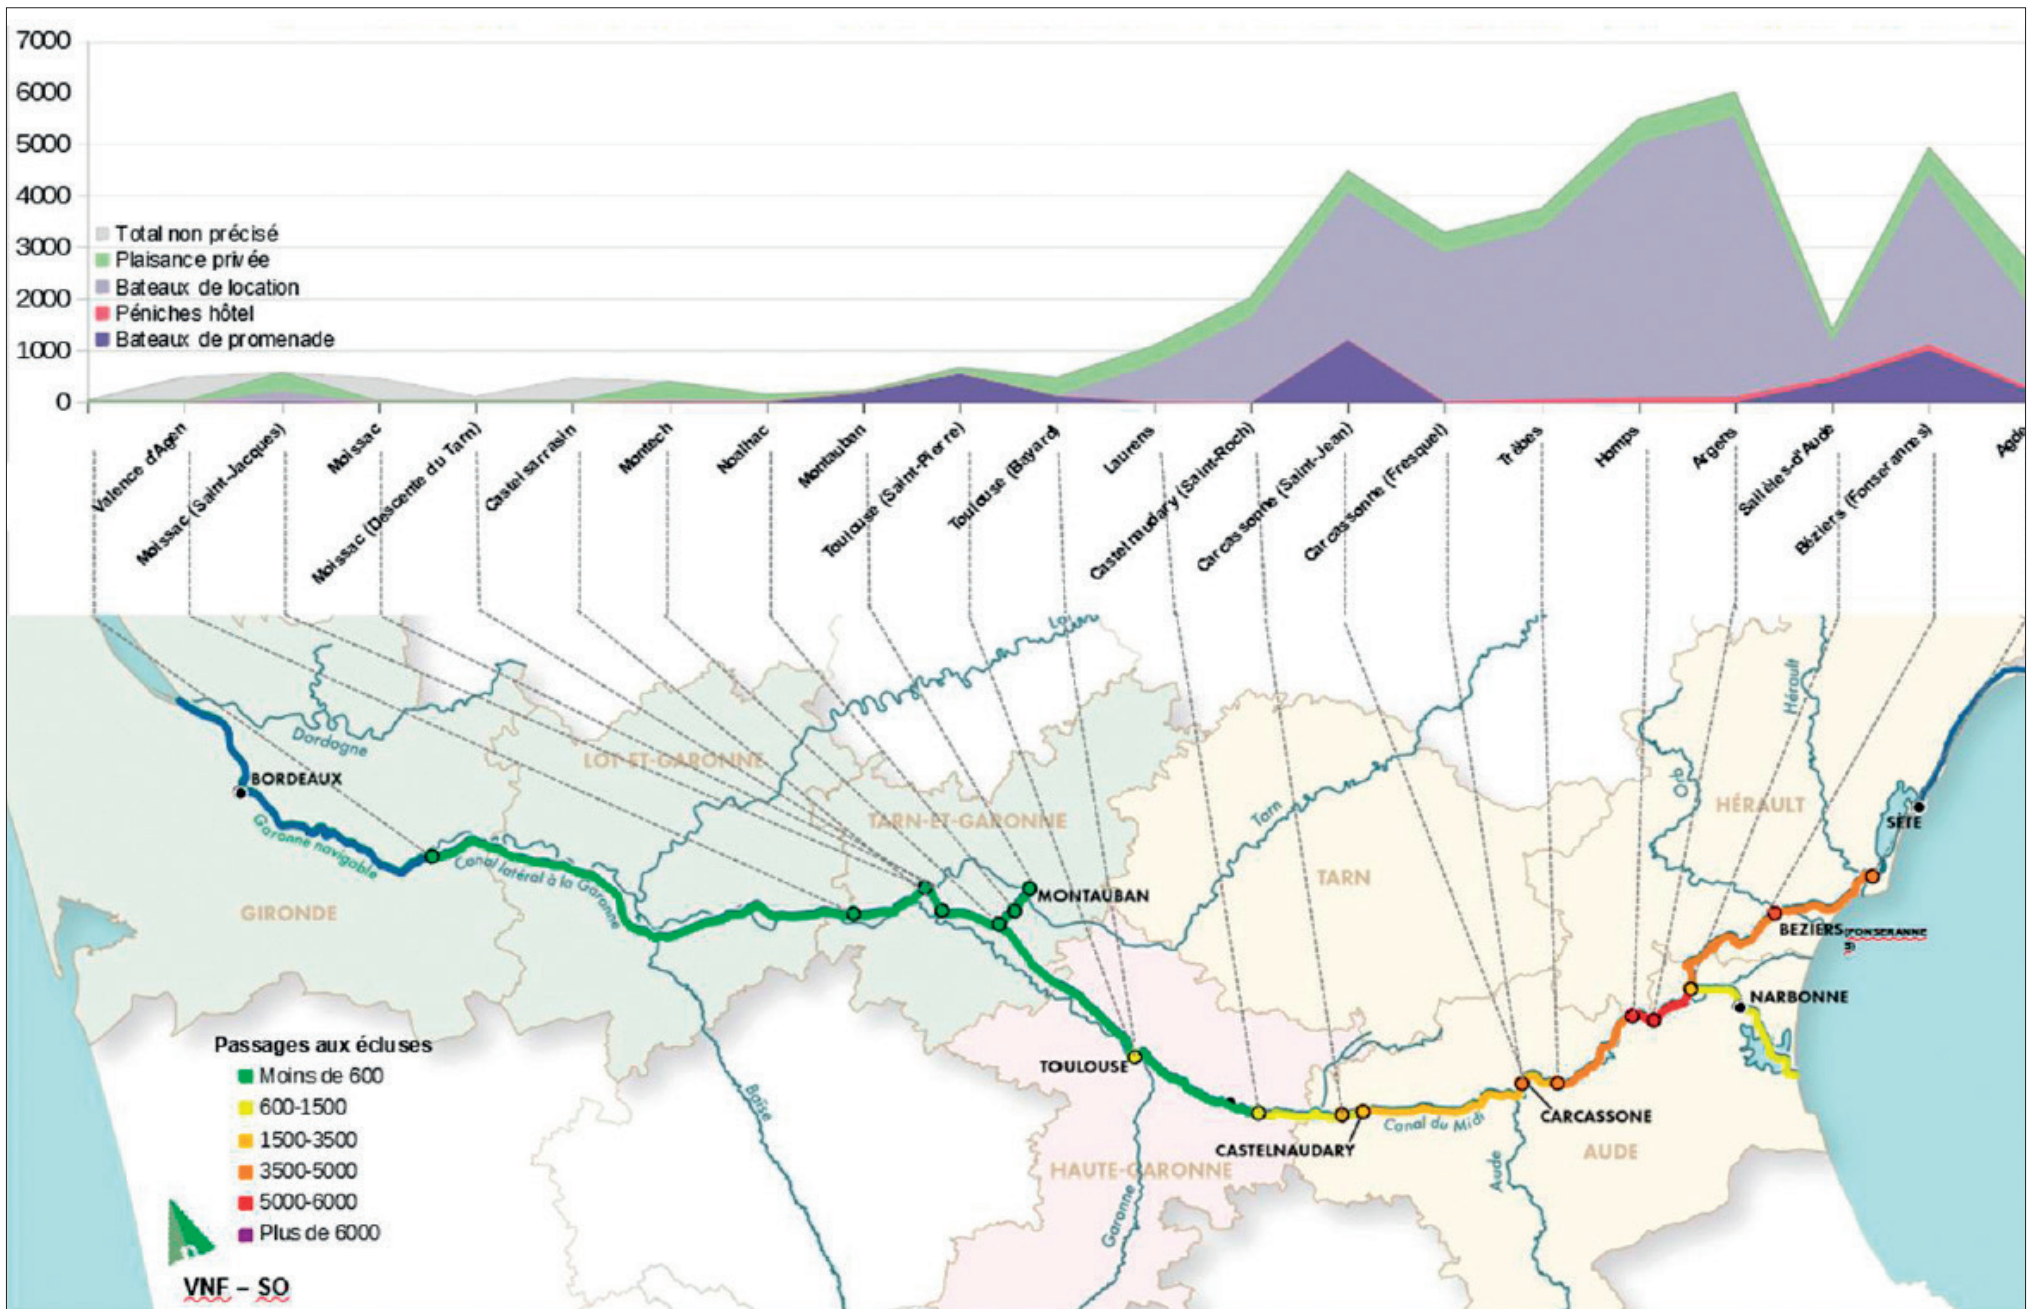 7000
6000
5000
4000
3000
2000
1000
0
Total non précisé
Plaisance privée
Bateaux de location
Péniches hôtel
Bateaux de promenade
Valence d'Agen
Moissac (Saint-Jacques)
Moissac
Moissac (Descente du Tarn)
Castelsarrasin
Montech
Noalhac
Montauban
Toulouse (Saint-Pierre)
Toulouse (Bayard)
Laurens
Castelnaudary (Saint-Roch)
Carcassonne (Saint-Jean)
Carcassonne (Fresquel)
Trèbes
Homps
Argens
Sallèles-d'Aude
Béziers (Fonserannes)
Agde
Lot
Dordogne
LOT-ET-GARONNE
Hérault
BORDEAUX
Orb
HÉRAULT
TARN-ET-GARONNE
Tarn
SÈTE
Garonne navigable
Canal latéral à la Garonne
TARN
MONTAUBAN
GIRONDE
BEZIERS (FONSERANNE
S)
NARBONNE
Passages aux écluses
Moins de 600
600-1500
1500-3500
3500-5000
5000-6000
Plus de 6000
TOULOUSE
Baïse
CARCASSONE
Canal du Midi
CASTELNAUDARY
AUDE
Aude
HAUTE-GARONNE
Garonne
n
VNF – SO